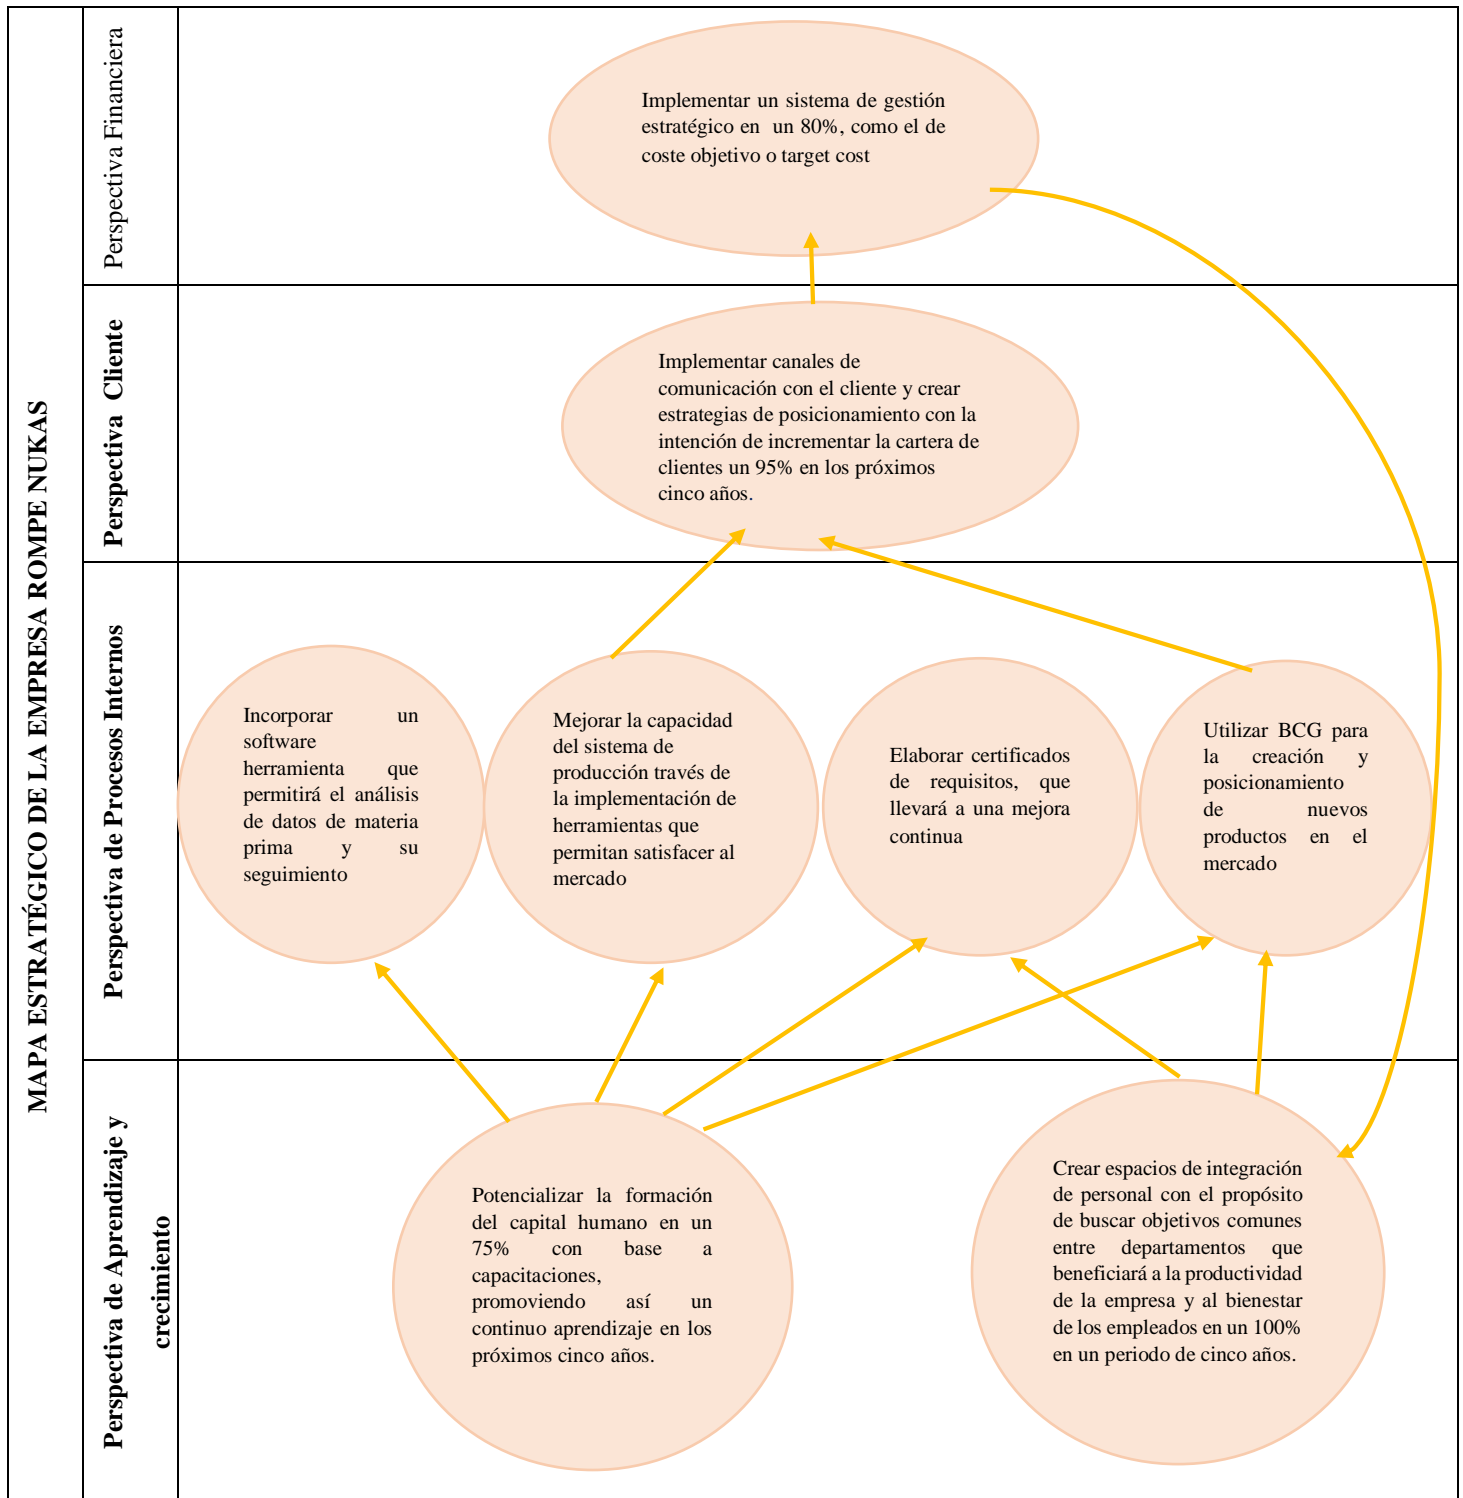 MAPA ESTRATÉGICO DE LA EMPRESA ROMPE NUKAS
Perspectiva Financiera
Implementar un sistema de gestión
estratégico en un 80%, como el de
coste objetivo o target cost
Perspectiva Cliente
Implementar canales de
comunicación con el cliente y crear
estrategias de posicionamiento con la
intención de incrementar la cartera de
clientes un 95% en los próximos
cinco años.
Perspectiva de Procesos Internos
Incorporar un
software
herramienta que
permitirá el análisis
de datos de materia
prima y su
seguimiento
Mejorar la capacidad
del sistema de
producción través de
la implementación de
herramientas que
permitan satisfacer al
mercado
Elaborar certificados
de requisitos, que
llevará a una mejora
continua
Utilizar BCG para
la creación y
posicionamiento
de nuevos
productos en el
mercado
Perspectiva de Aprendizaje y
crecimiento
Potencializar la formación
del capital humano en un
75% con base a
capacitaciones,
promoviendo así un
continuo aprendizaje en los
próximos cinco años.
Crear espacios de integración
de personal con el propósito
de buscar objetivos comunes
entre departamentos que
beneficiará a la productividad
de la empresa y al bienestar
de los empleados en un 100%
en un periodo de cinco años.